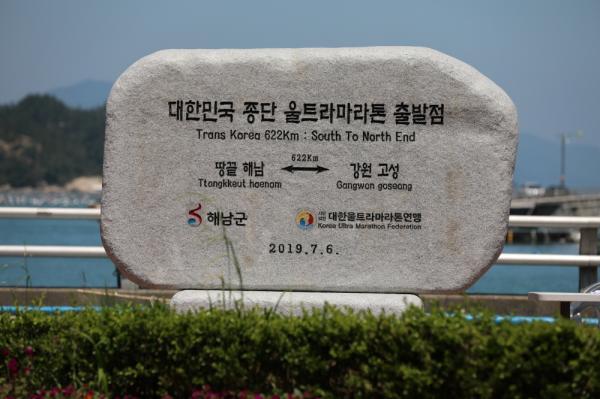 대한민국 종단 울트라마라톤 출발점
Trans Korea 622Km : South To North End
땅끝 해남 622Km 강원 고성
Ttangkkeut haenam Gangwon goseong
해남군 대한울트라마라톤연맹
Korea Ultra Marathon Federation
2019.7.6.